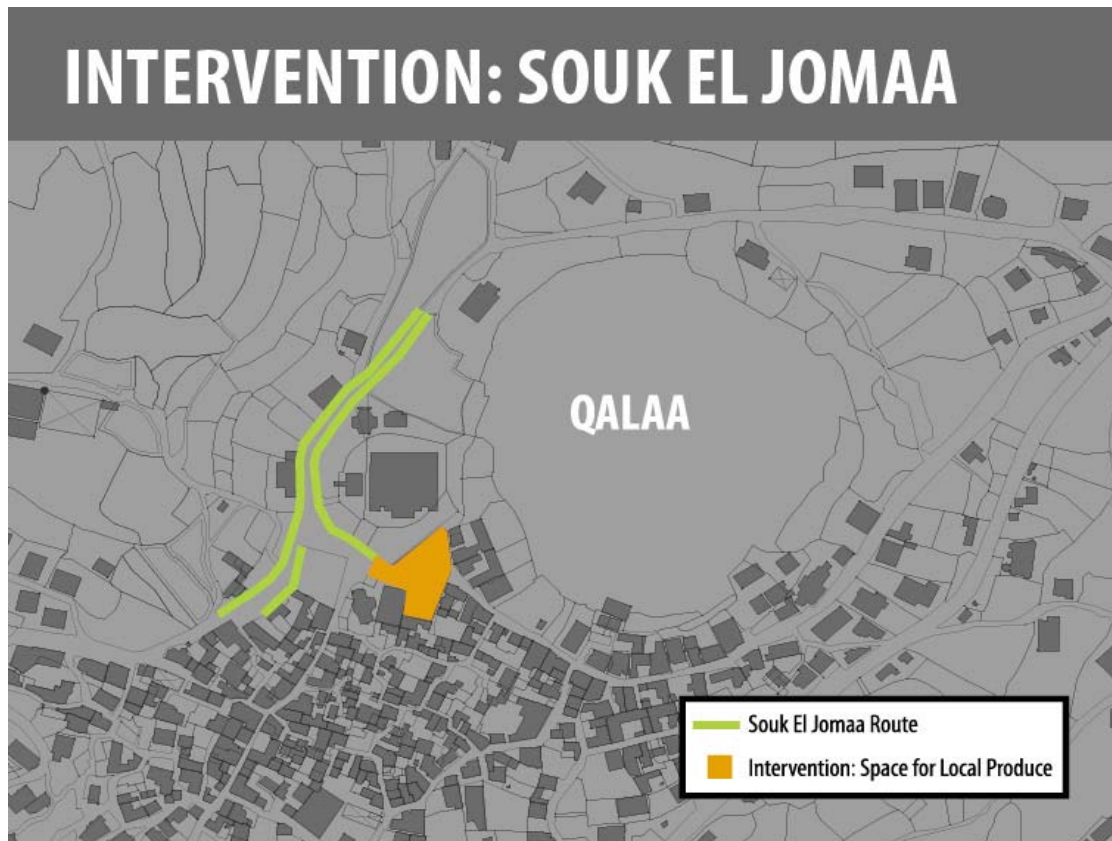 INTERVENTION: SOUK EL JOMAA
QALAA
Souk El Jomaa Route
Intervention: Space for Local Produce